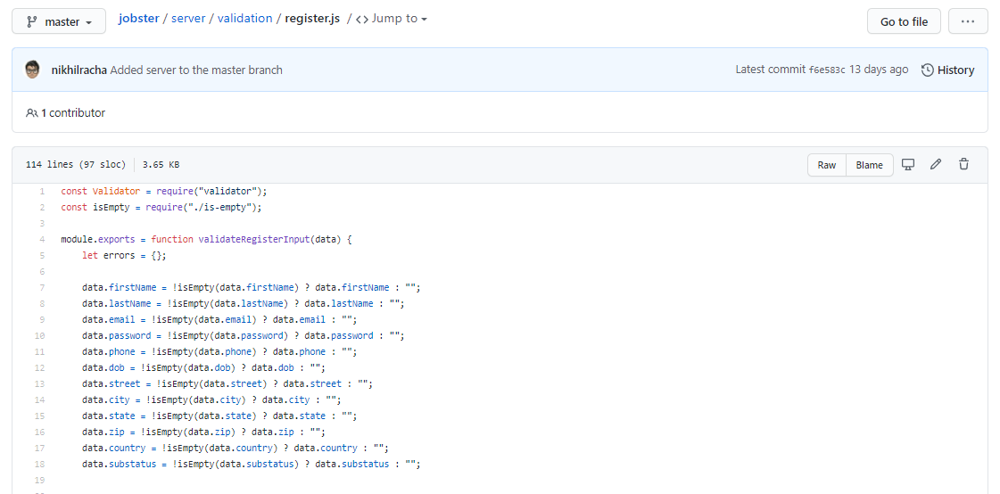 master jobster / server / validation / register.js / <> Jump to Go to file ...
nikhilracha Added server to the master branch Latest commit f6e583c 13 days ago History
1 contributor
114 lines (97 sloc) 3.65 KB Raw Blame
1 const Validator = require("validator");
2 const isEmpty = require("./is-empty");
3
4 module.exports = function validateRegisterInput(data) {
5 let errors = {};
6
7 data.firstName = !isEmpty(data.firstName) ? data.firstName : "";
8 data.lastName = !isEmpty(data.lastName) ? data.lastName : "";
9 data.email = !isEmpty(data.email) ? data.email : "";
10 data.password = !isEmpty(data.password) ? data.password : "";
11 data.phone = !isEmpty(data.phone) ? data.phone : "";
12 data.dob = !isEmpty(data.dob) ? data.dob : "";
13 data.street = !isEmpty(data.street) ? data.street : "";
14 data.city = !isEmpty(data.city) ? data.city : "";
15 data.state = !isEmpty(data.state) ? data.state : "";
16 data.zip = !isEmpty(data.zip) ? data.zip : "";
17 data.country = !isEmpty(data.country) ? data.country : "";
18 data.substatus = !isEmpty(data.substatus) ? data.substatus : "";
19